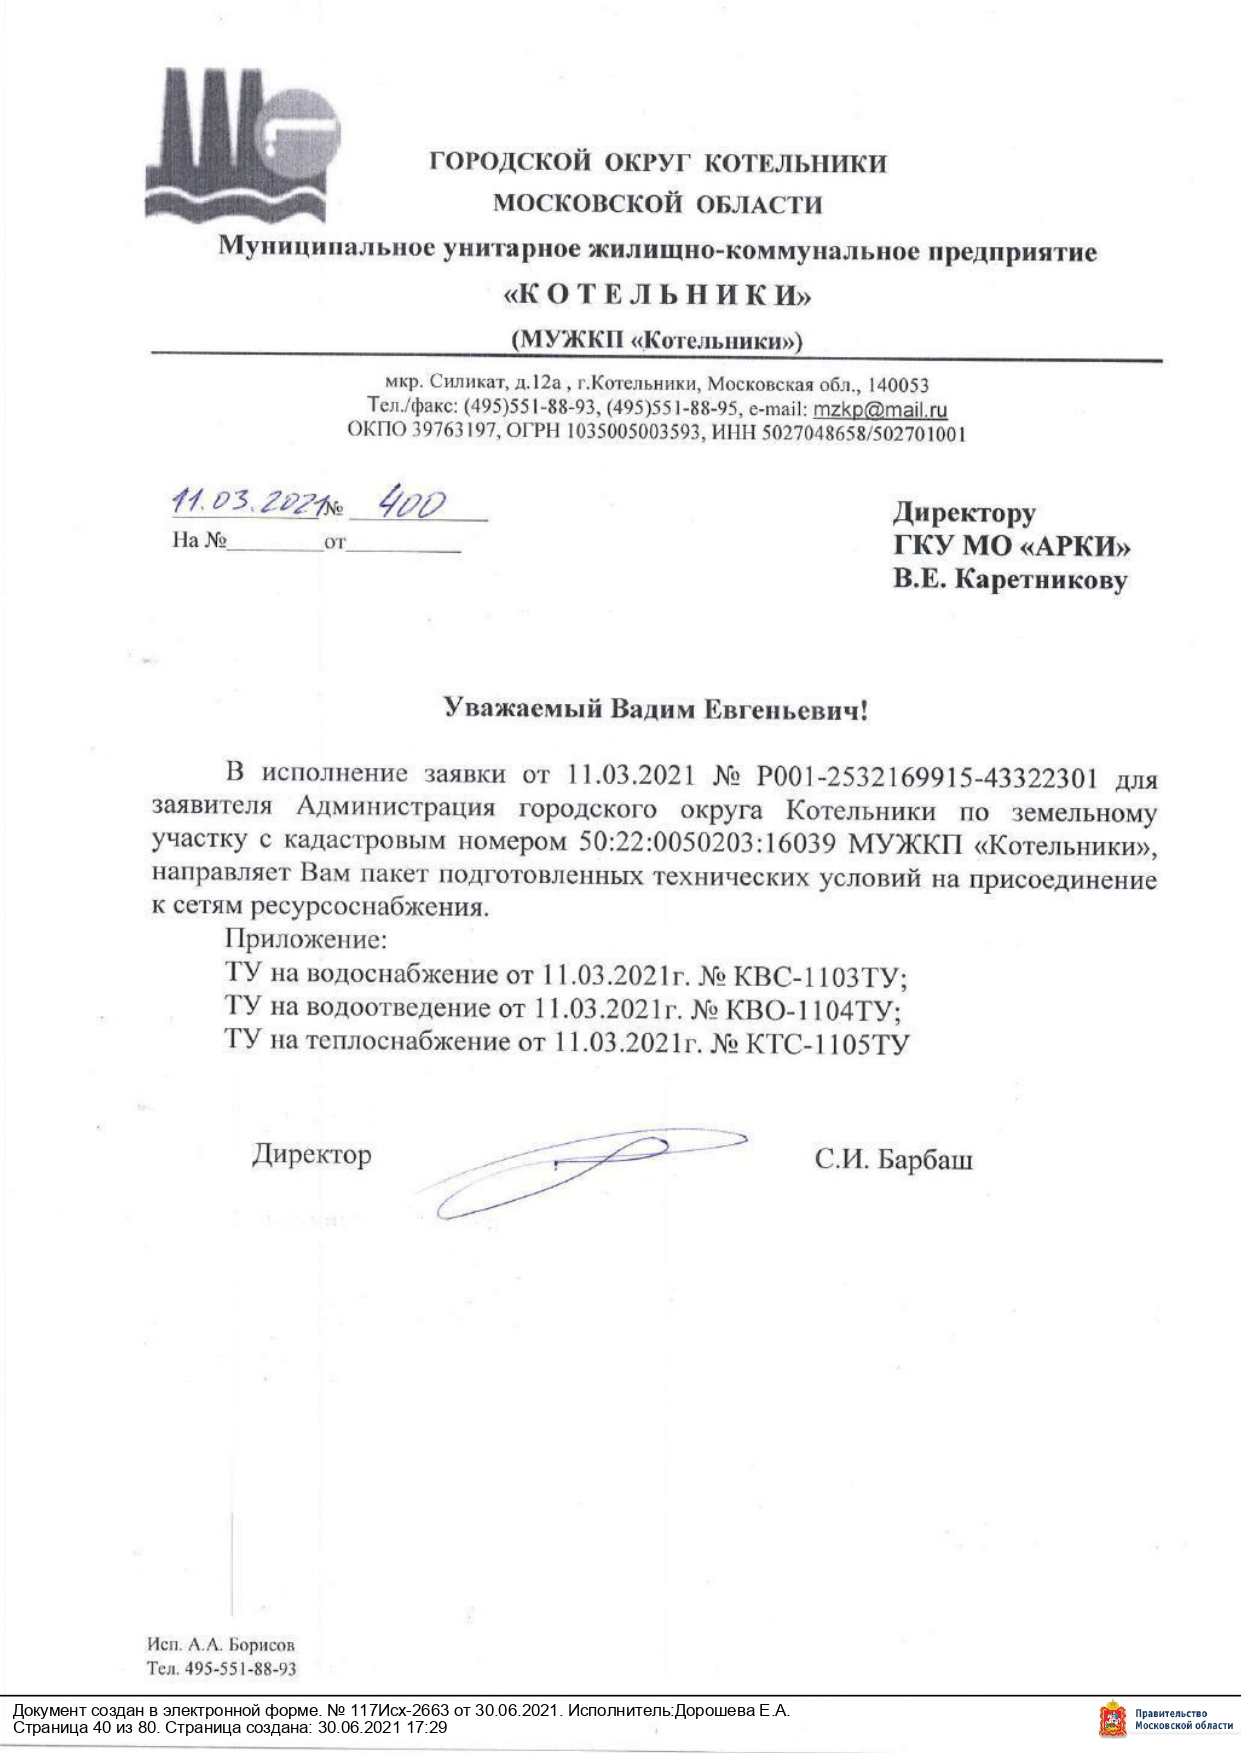 ГОРОДСКОЙ ОКРУГ КОТЕЛЬНИКИ
МОСКОВСКОЙ ОБЛАСТИ
Муниципальное унитарное жилищно-коммунальное предприятие
«К О Т Е Л Ь Н И К И»
(МУЖКП «Котельники»)
мкр. Силикат, д.12а , г.Котельники, Московская обл., 140053
Тел./факс: (495)551-88-93, (495)551-88-95, e-mail: mzkp@mail.ru
ОКПО 39763197, ОГРН 1035005003593, ИНН 5027048658/502701001
11.03.2021 № 400
На №________от_________
Директору
ГКУ МО «АРКИ»
В.Е. Каретникову
Уважаемый Вадим Евгеньевич!
В исполнение заявки от 11.03.2021 № Р001-2532169915-43322301 для
заявителя Администрация городского округа Котельники по земельному
участку с кадастровым номером 50:22:0050203:16039 МУЖКП «Котельники»,
направляет Вам пакет подготовленных технических условий на присоединение
к сетям ресурсоснабжения.
Приложение:
ТУ на водоснабжение от 11.03.2021г. № КВС-1103ТУ;
ТУ на водоотведение от 11.03.2021г. № КВО-1104ТУ;
ТУ на теплоснабжение от 11.03.2021г. № КТС-1105ТУ
Директор С.И. Барбаш
Исп. А.А. Борисов
Тел. 495-551-88-93
Документ создан в электронной форме. № 117Исх-2663 от 30.06.2021. Исполнитель:Дорошева Е.А.
Страница 40 из 80. Страница создана: 30.06.2021 17:29
Правительство
Московской области